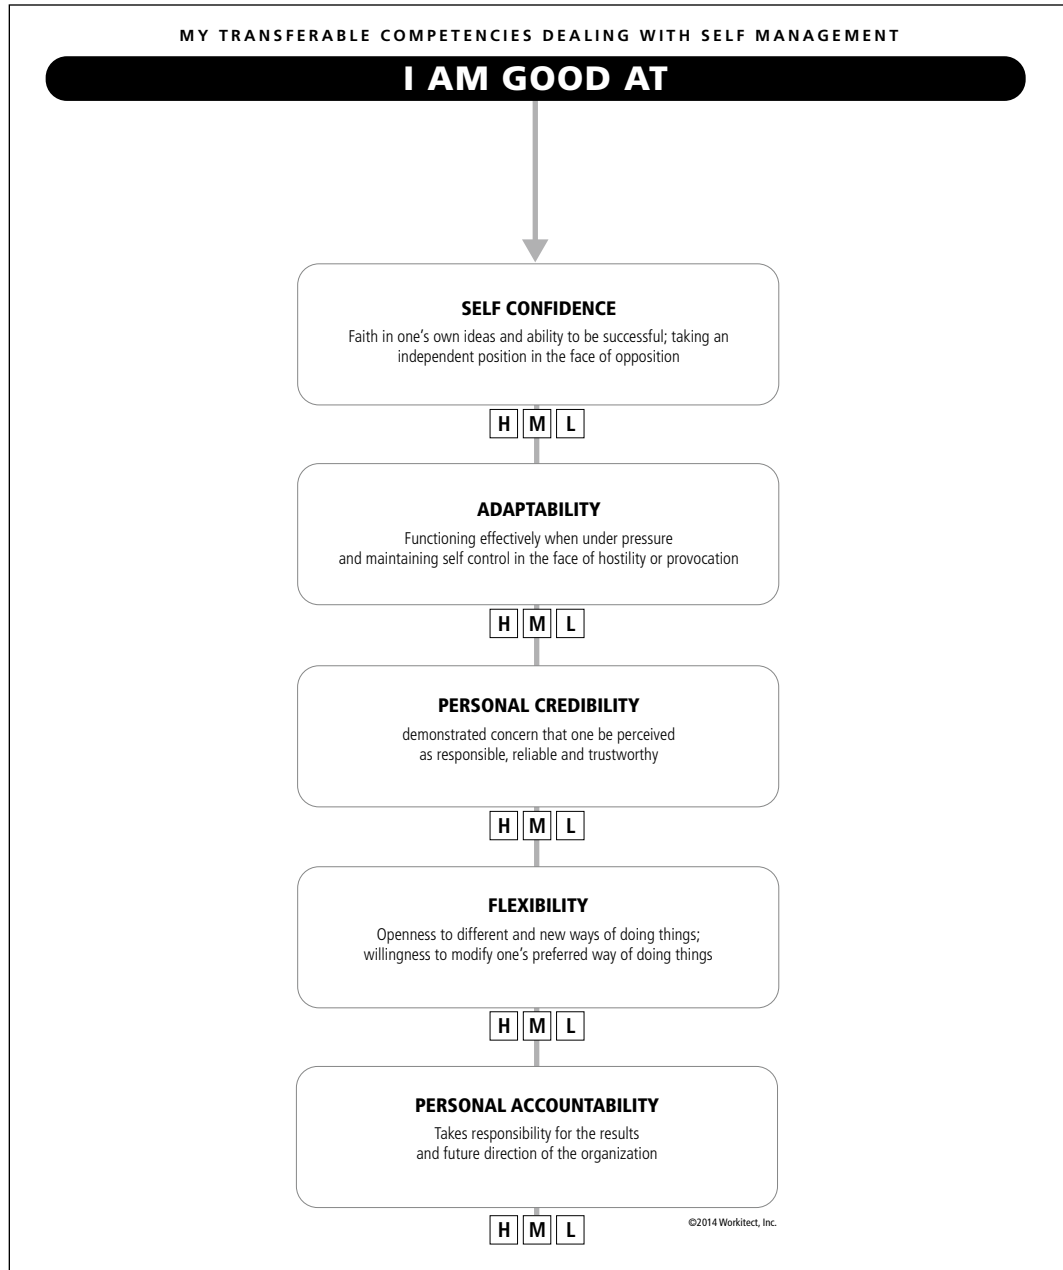 MY TRANSFERABLE COMPETENCIES DEALING WITH SELF MANAGEMENT
I AM GOOD AT
SELF CONFIDENCE
Faith in one’s own ideas and ability to be successful; taking an
independent position in the face of opposition
H M L
ADAPTABILITY
Functioning effectively when under pressure
and maintaining self control in the face of hostility or provocation
H M L
PERSONAL CREDIBILITY
demonstrated concern that one be perceived
as responsible, reliable and trustworthy
H M L
FLEXIBILITY
Openness to different and new ways of doing things;
willingness to modify one’s preferred way of doing things
H M L
PERSONAL ACCOUNTABILITY
Takes responsibility for the results
and future direction of the organization
H M L
©2014 Workitect, Inc.